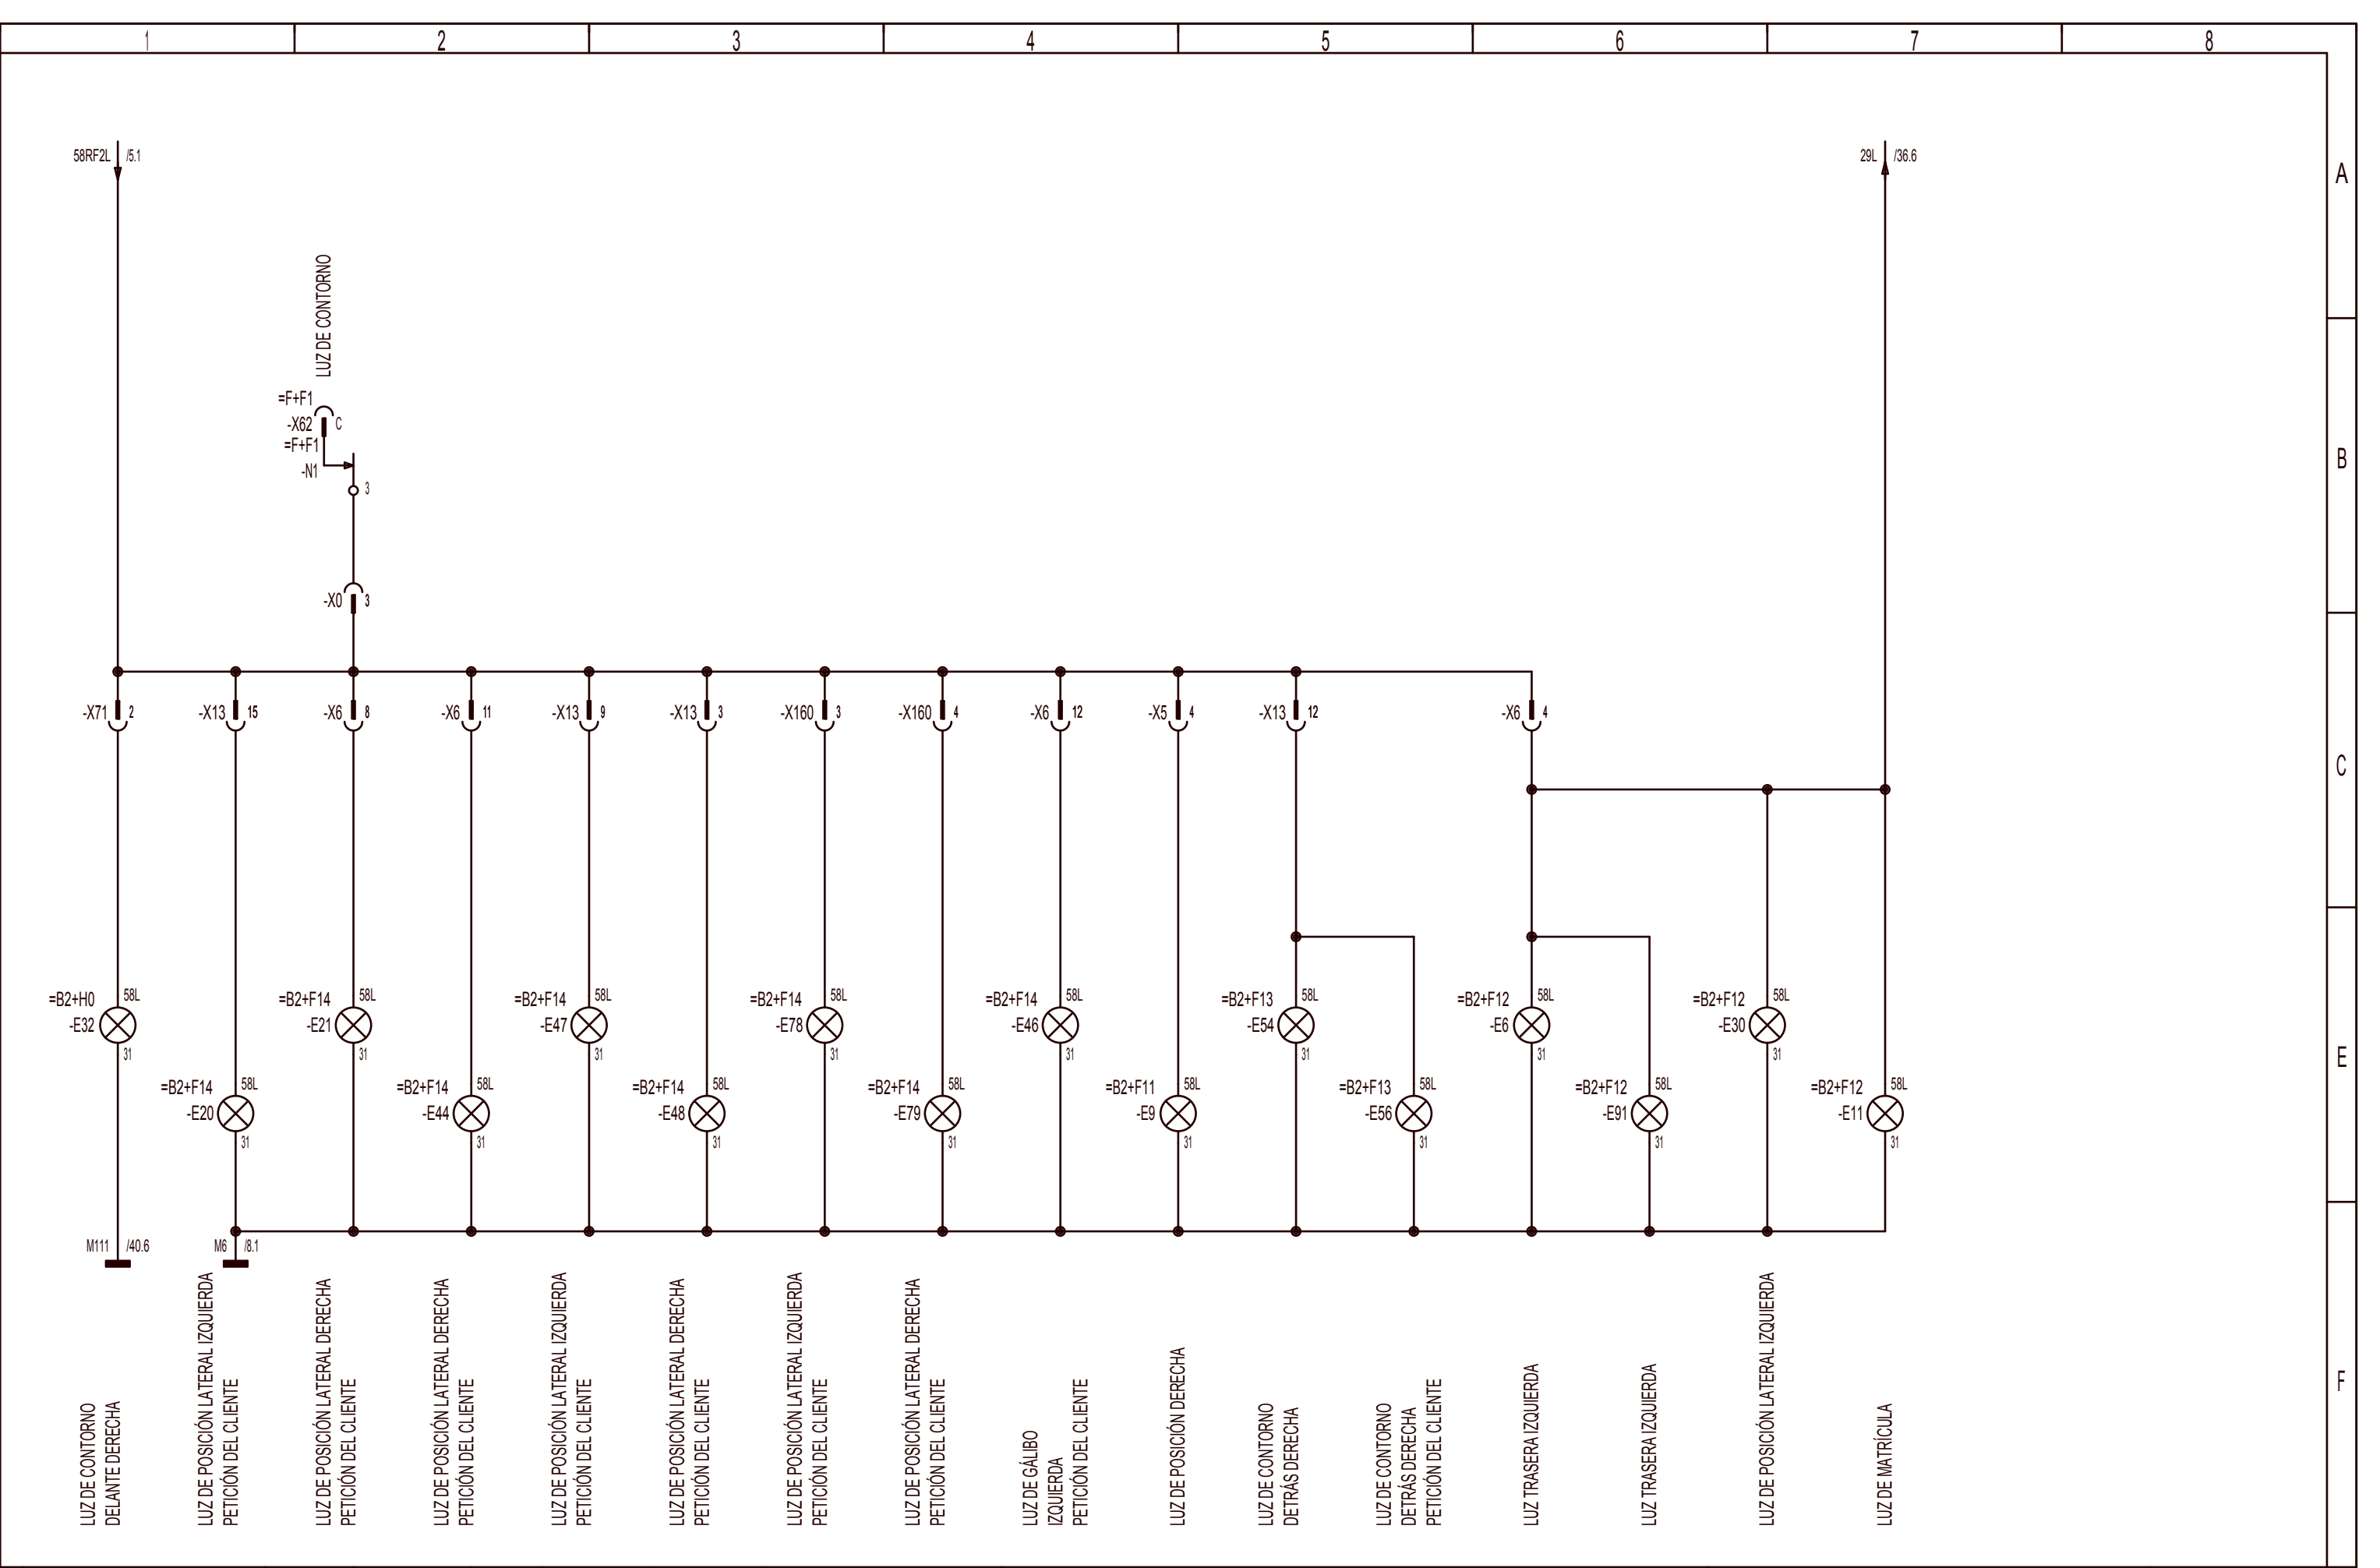 1 2 3 4 5 6 7 8
58RF2L /5.1
29L /36.6
A
LUZ DE CONTORNO
=F+F1
-X62 C
=F+F1
-N1
3
B
-X0 3
-X71 2 -X13 15 -X6 8 -X6 11 -X13 9 -X13 3 -X160 3 -X160 4 -X6 12 -X5 4 -X13 12 -X6 4
C
=B2+H0 58L =B2+F14 58L =B2+F14 58L =B2+F14 58L =B2+F14 58L =B2+F13 58L =B2+F12 58L =B2+F12 58L
-E32 -E21 -E47 -E78 -E46 -E54 -E6 -E30
31 31 31 31 31 31 31 31
E
=B2+F14 58L =B2+F14 58L =B2+F14 58L =B2+F14 58L =B2+F11 58L =B2+F13 58L =B2+F12 58L =B2+F12 58L
-E20 -E44 -E48 -E79 -E9 -E56 -E91 -E11
31 31 31 31 31 31 31 31
M111 /40.6 M6 /8.1
F
LUZ DE CONTORNO
DELANTE DERECHA
LUZ DE POSICIÓN LATERAL IZQUIERDA
PETICIÓN DEL CLIENTE
LUZ DE POSICIÓN LATERAL DERECHA
PETICIÓN DEL CLIENTE
LUZ DE POSICIÓN LATERAL DERECHA
PETICIÓN DEL CLIENTE
LUZ DE POSICIÓN LATERAL IZQUIERDA
PETICIÓN DEL CLIENTE
LUZ DE POSICIÓN LATERAL DERECHA
PETICIÓN DEL CLIENTE
LUZ DE POSICIÓN LATERAL IZQUIERDA
PETICIÓN DEL CLIENTE
LUZ DE POSICIÓN LATERAL DERECHA
PETICIÓN DEL CLIENTE
LUZ DE GÁLIBO
IZQUIERDA
PETICIÓN DEL CLIENTE
LUZ DE POSICIÓN DERECHA
LUZ DE CONTORNO
DETRÁS DERECHA
LUZ DE CONTORNO
DETRÁS DERECHA
PETICIÓN DEL CLIENTE
LUZ TRASERA IZQUIERDA
LUZ TRASERA IZQUIERDA
LUZ DE POSICIÓN LATERAL IZQUIERDA
LUZ DE MATRÍCULA